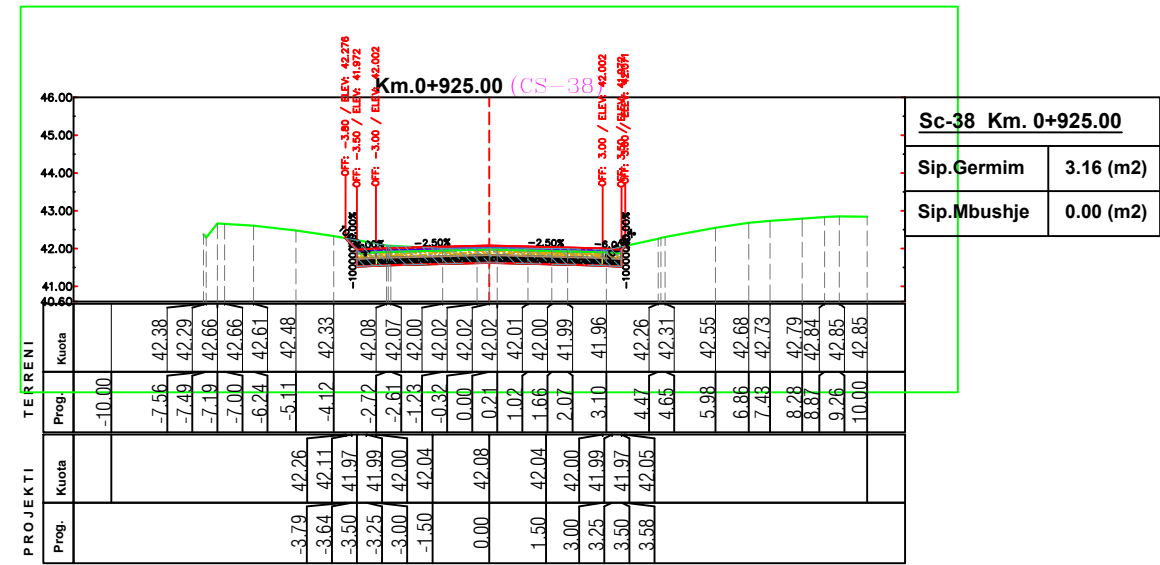 OFF: -3.80 / ELEV: 42.276
OFF: -3.50 / ELEV: 41.972
OFF: -3.00 / ELEV: 42.002
OFF: 3.00 / ELEV: 42.002
Km.0+925.00 (CS-38)
46.00
45.00
44.00
43.00
42.00
41.00
40.60
-2.50% -2.50%
Sc-38 Km. 0+925.00
Sip.Germim 3.16 (m2)
Sip.Mbushje 0.00 (m2)
TERRENI
Kuota 42.38 42.29 42.66 42.66 42.61 42.48 42.33 42.08 42.07 42.00 42.02 42.02 42.02 42.01 42.00 41.99 41.96 42.26 42.31 42.55 42.68 42.73 42.79 42.84 42.85 42.85
Prog. -10.00 -7.56 -7.49 -7.19 -7.00 -6.24 -5.11 -4.12 -2.72 -2.61 -1.23 -0.32 0.00 0.21 1.02 1.66 2.07 3.10 4.47 4.65 5.98 6.86 7.43 8.28 8.87 9.26 10.00
PROJEKTI
Kuota 42.26 42.11 41.97 41.99 42.00 42.04 42.08 42.04 42.00 41.99 41.97 42.05
Prog. -3.79 -3.64 -3.50 -3.25 -3.00 -1.50 0.00 1.50 3.00 3.25 3.50 3.58